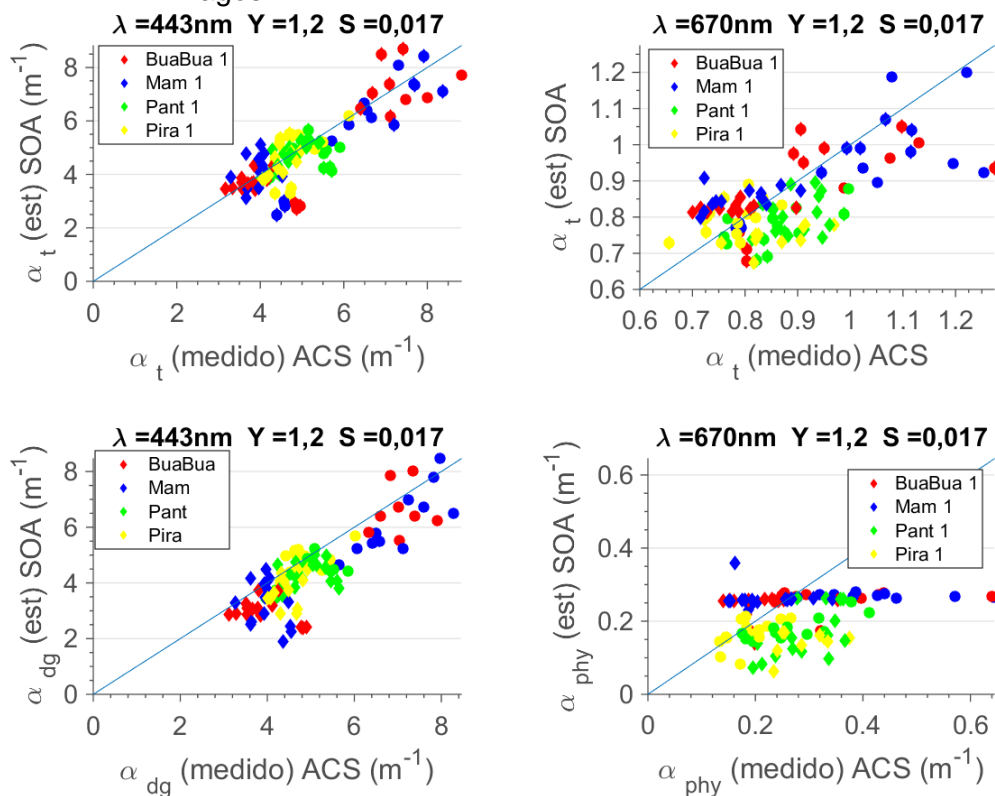 λ =443nm Y =1,2 S =0,017
BuaBua 1
Mam 1
Pant 1
Pira 1
α t (est) SOA (m-1)
8
6
4
2
0
0 2 4 6 8
α t (medido) ACS (m-1)
λ =670nm Y =1,2 S =0,017
BuaBua 1
Mam 1
Pant 1
Pira 1
α t (est) SOA
1.2
1.1
1
0.9
0.8
0.7
0.6
0.6 0.7 0.8 0.9 1 1.1 1.2
α t (medido) ACS
λ =443nm Y =1,2 S =0,017
BuaBua
Mam
Pant
Pira
α dg (est) SOA (m-1)
8
6
4
2
0
0 2 4 6 8
α dg (medido) ACS (m-1)
λ =670nm Y =1,2 S =0,017
BuaBua 1
Mam 1
Pant 1
Pira 1
α phy (est) SOA (m-1)
0.6
0.4
0.2
0
0 0.2 0.4 0.6
α phy (medido) ACS (m-1)